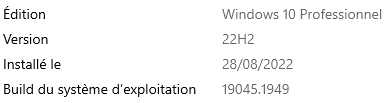 Édition Windows 10 Professionnel
Version 22H2
Installé le 28/08/2022
Build du système d’exploitation 19045.1949